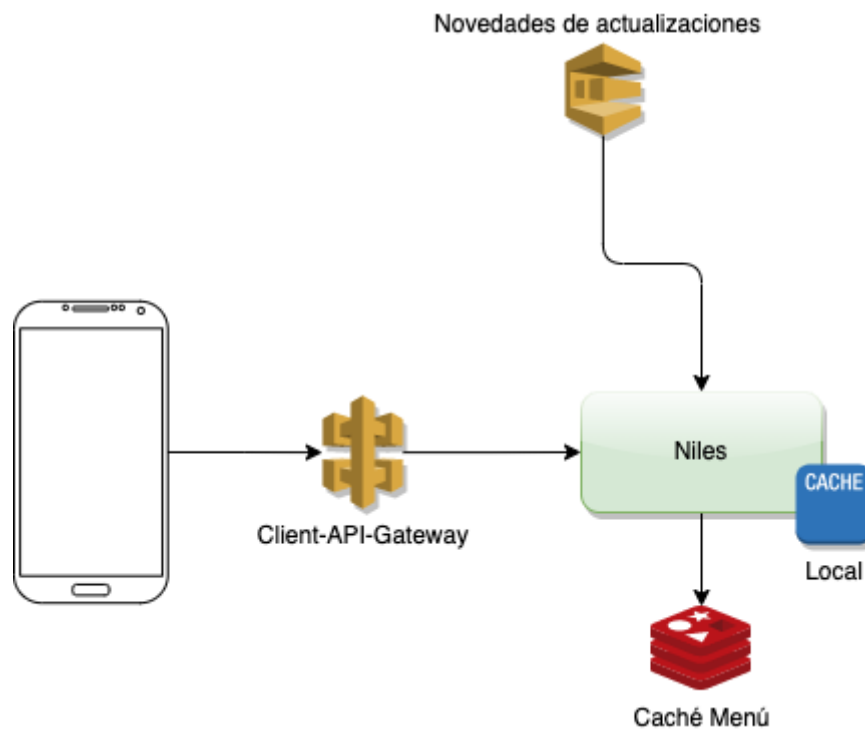 Novedades de actualizaciones
Niles
CACHE
Client-API-Gateway
Local
Caché Menú